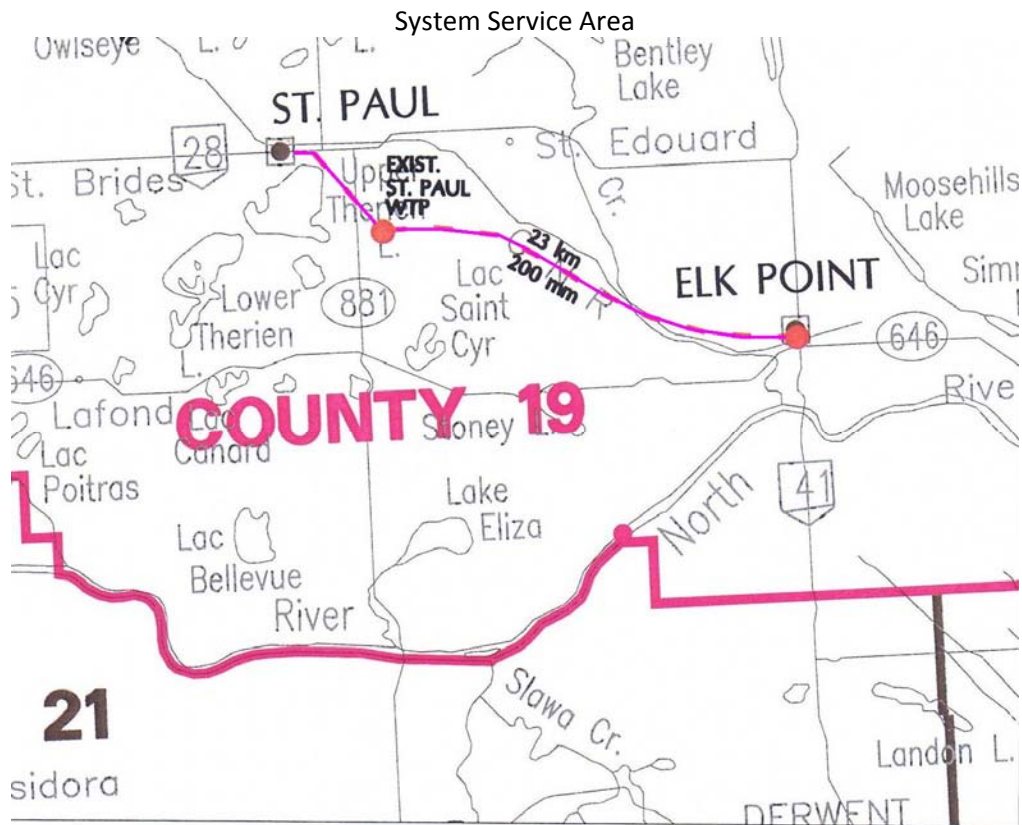 System Service Area
Owlseye
L.
L.
Bentley
Lake
ST. PAUL
28
St. Edouard
St. Brides
EXIST.
ST. PAUL
WTP
Upper
Therien
L.
Cr.
Moosehills
Lake
Lac
Cyr
5
23 km
200 mm
C N R
Lac
Saint
Cyr
ELK POINT
Lower
Therien
L.
881
646
646
COUNTY 19
Lafond
Lac
Canard
Stoney L.
Rive
Lac
Poitras
Lake
Eliza
North
41
Lac
Bellevue
River
Slawa Cr.
21
Landon L.
sidora
DERWENT